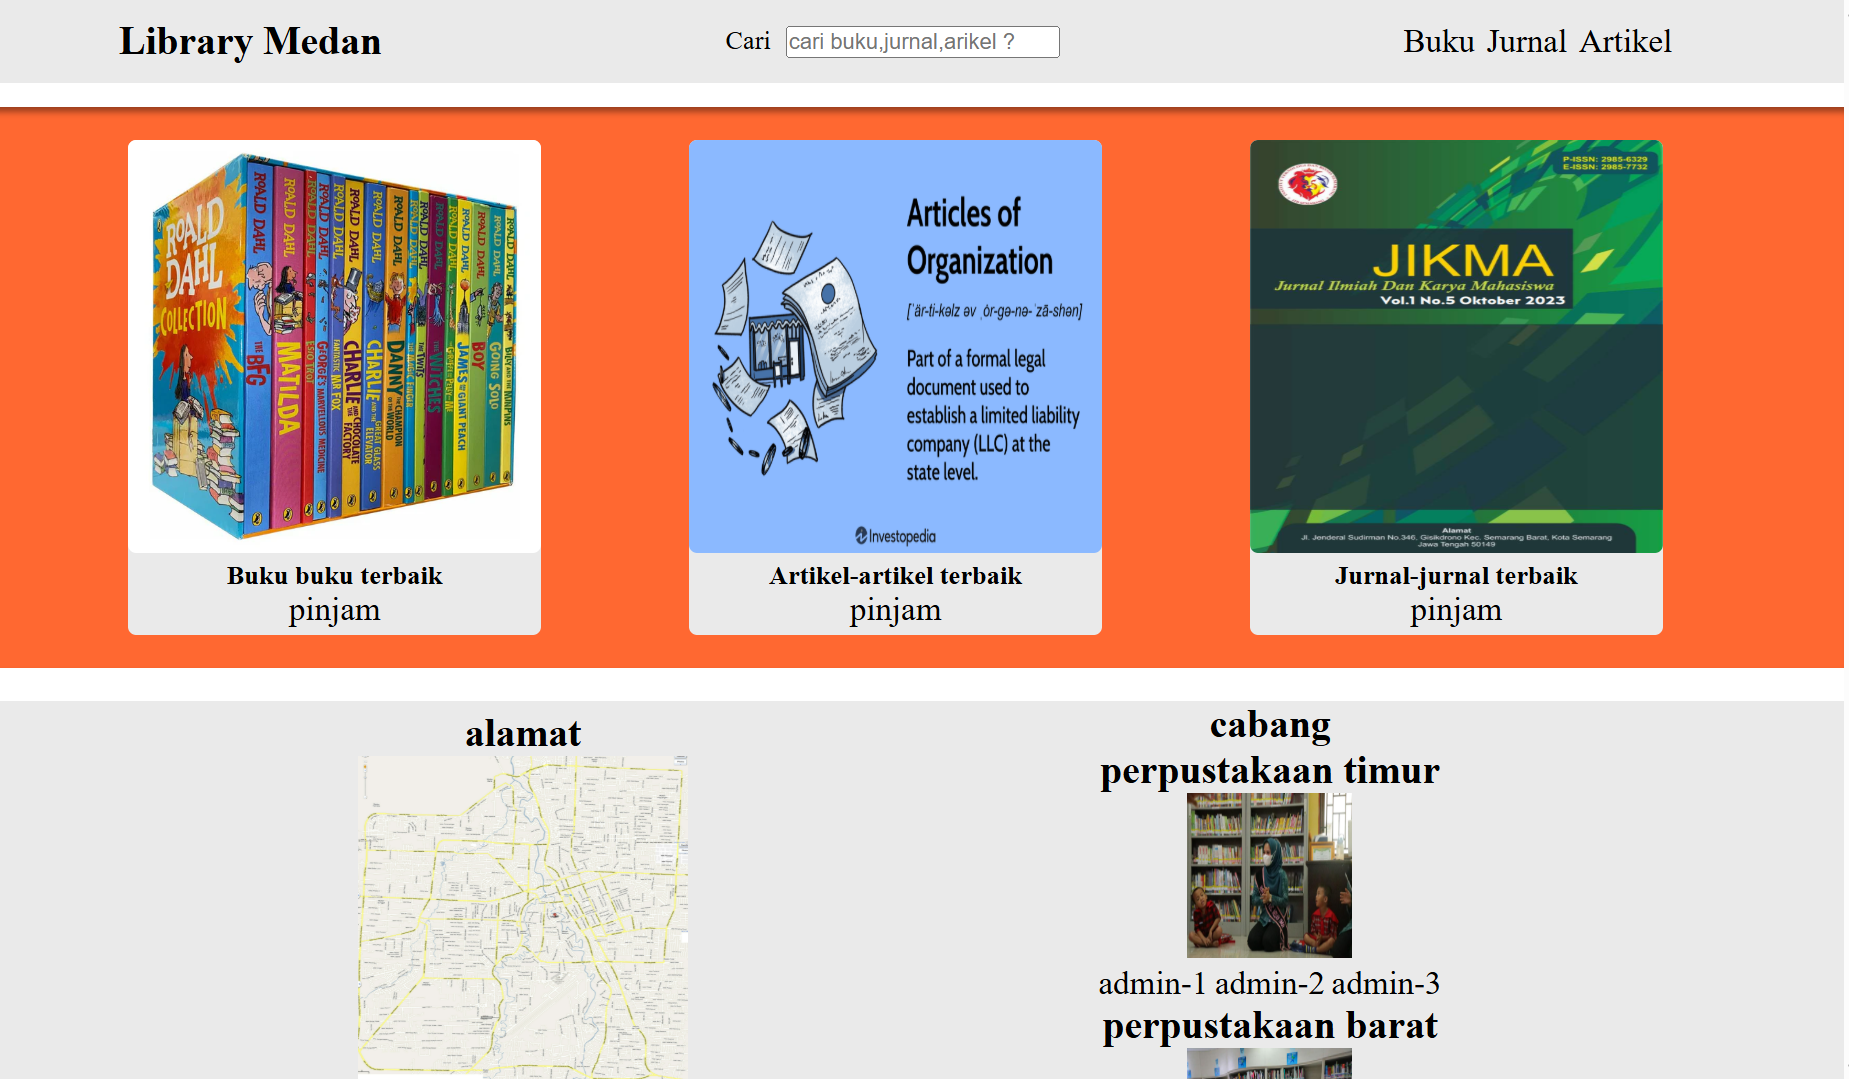 Library Medan
Cari cari buku,jurnal,arikel ?
Buku Jurnal Artikel
ROALD
DAHL
COLLECTION
ROALD DAHL THE BFG
ROALD DAHL MATILDA
ROALD DAHL ESIO TROT
ROALD DAHL GEORGE'S MARVELLOUS MEDICINE
ROALD DAHL FANTASTIC MR FOX
ROALD DAHL CHARLIE AND THE CHOCOLATE FACTORY
ROALD DAHL CHARLIE AND THE GREAT GLASS ELEVATOR
ROALD DAHL DANNY THE CHAMPION OF THE WORLD
ROALD DAHL THE MAGIC FINGER
ROALD DAHL THE TWITS
ROALD DAHL THE WITCHES
ROALD DAHL
ROALD DAHL JAMES AND THE GIANT PEACH
ROALD DAHL BOY
ROALD DAHL GOING SOLO
ROALD DAHL BILLY AND THE MINPINS
Buku buku terbaik
pinjam
Articles of
Organization
[ˈär-ti-kəlz əv ˌȯr-gə-nə-ˈzā-shən]
Part of a formal legal
document used to
establish a limited liability
company (LLC) at the
state level.
Investopedia
Artikel-artikel terbaik
pinjam
P-ISSN: 2985-6329
E-ISSN: 2985-7732
JIKMA
Jurnal Ilmiah Dan Karya Mahasiswa
Vol.1 No.5 Oktober 2023
Alamat
Jl. Jenderal Sudirman No.346, Gisikdrono Kec. Semarang Barat, Kota Semarang
Jawa Tengah 50149
Jurnal-jurnal terbaik
pinjam
alamat
cabang
perpustakaan timur
admin-1 admin-2 admin-3
perpustakaan barat